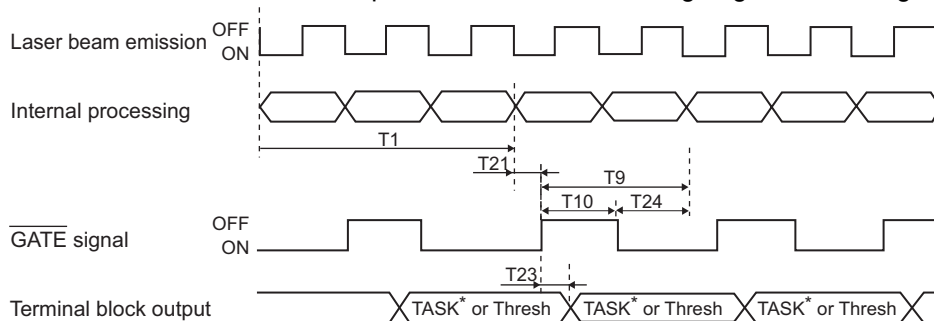 Laser beam emission
OFF
ON
Internal processing
T1
T21
T9
T10
T24
GATE signal
OFF
ON
T23
Terminal block output
TASK* or Thresh
TASK* or Thresh
TASK* or Thresh